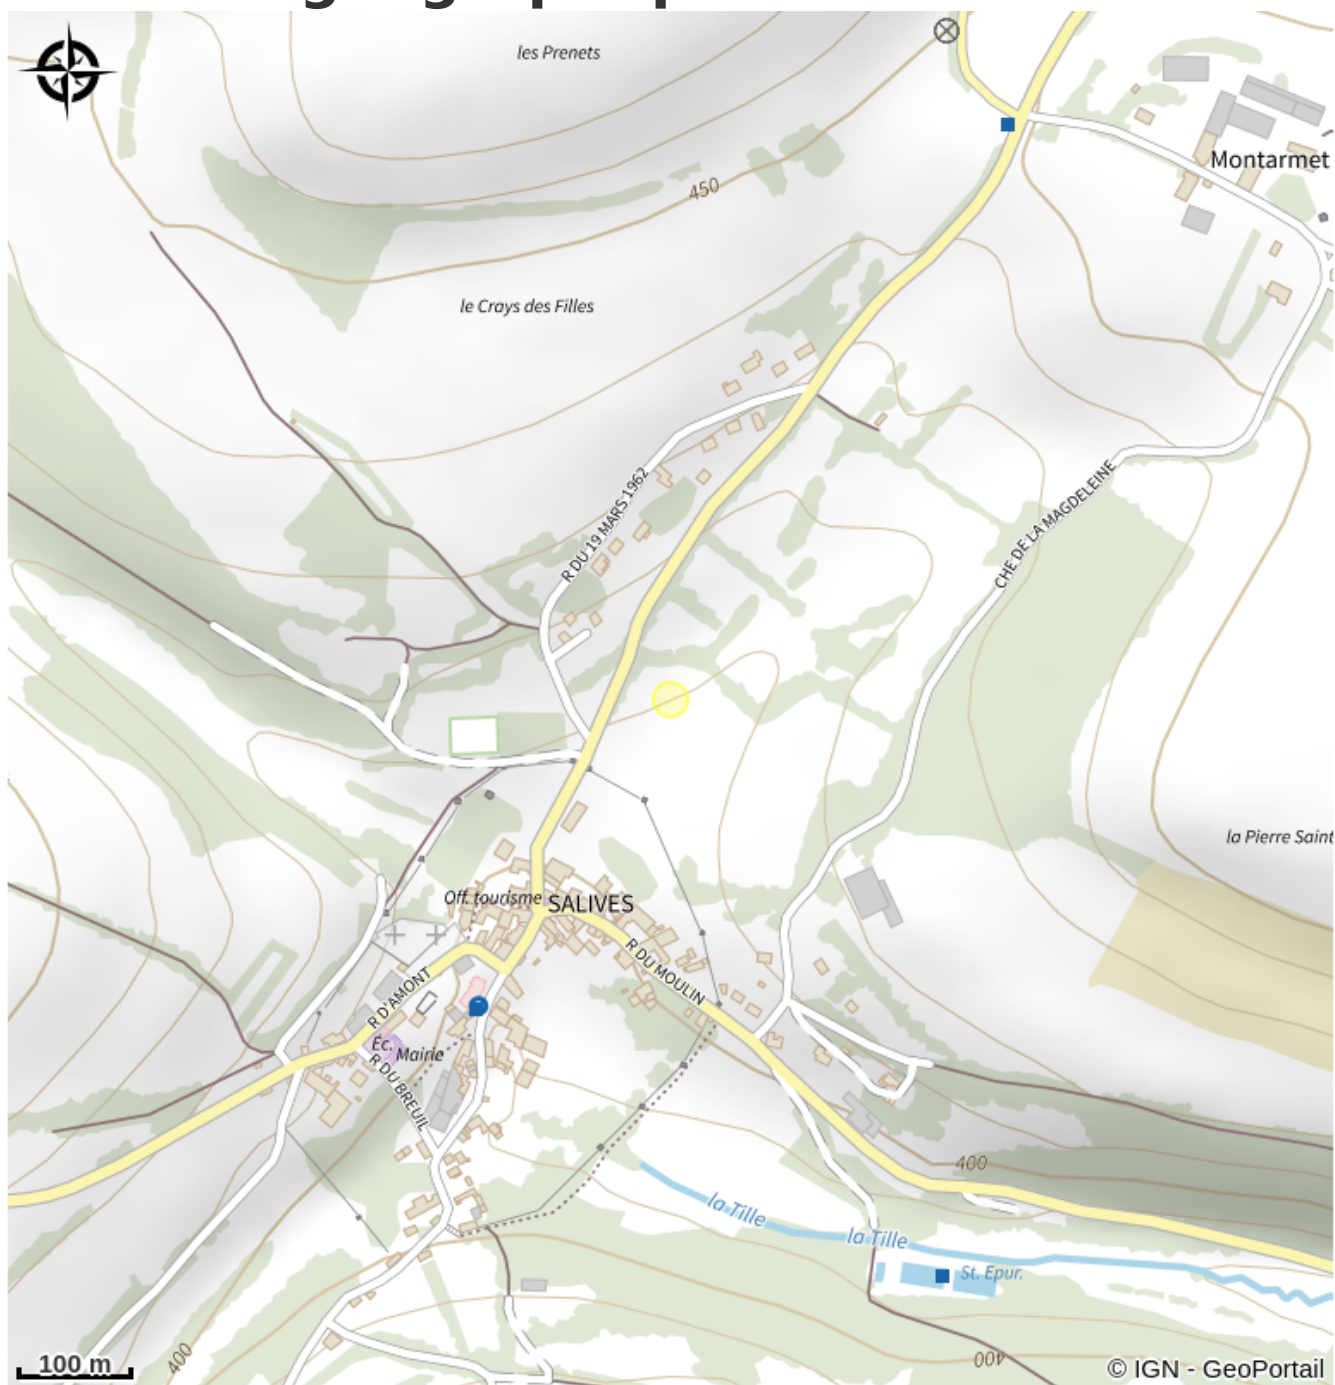 les Prenets
Montarmet
450
le Crays des Filles
R DU 19 MARS 1962
CHE DE LA MAGDELEINE
la Pierre Saint
Off. tourisme
SALIVES
R DU MOULIN
R D'AMONT
Ec.
Mairie
R DU BREUIL
400
la Tille
la Tille
St. Epur.
400
400
100 m
© IGN - GeoPortail